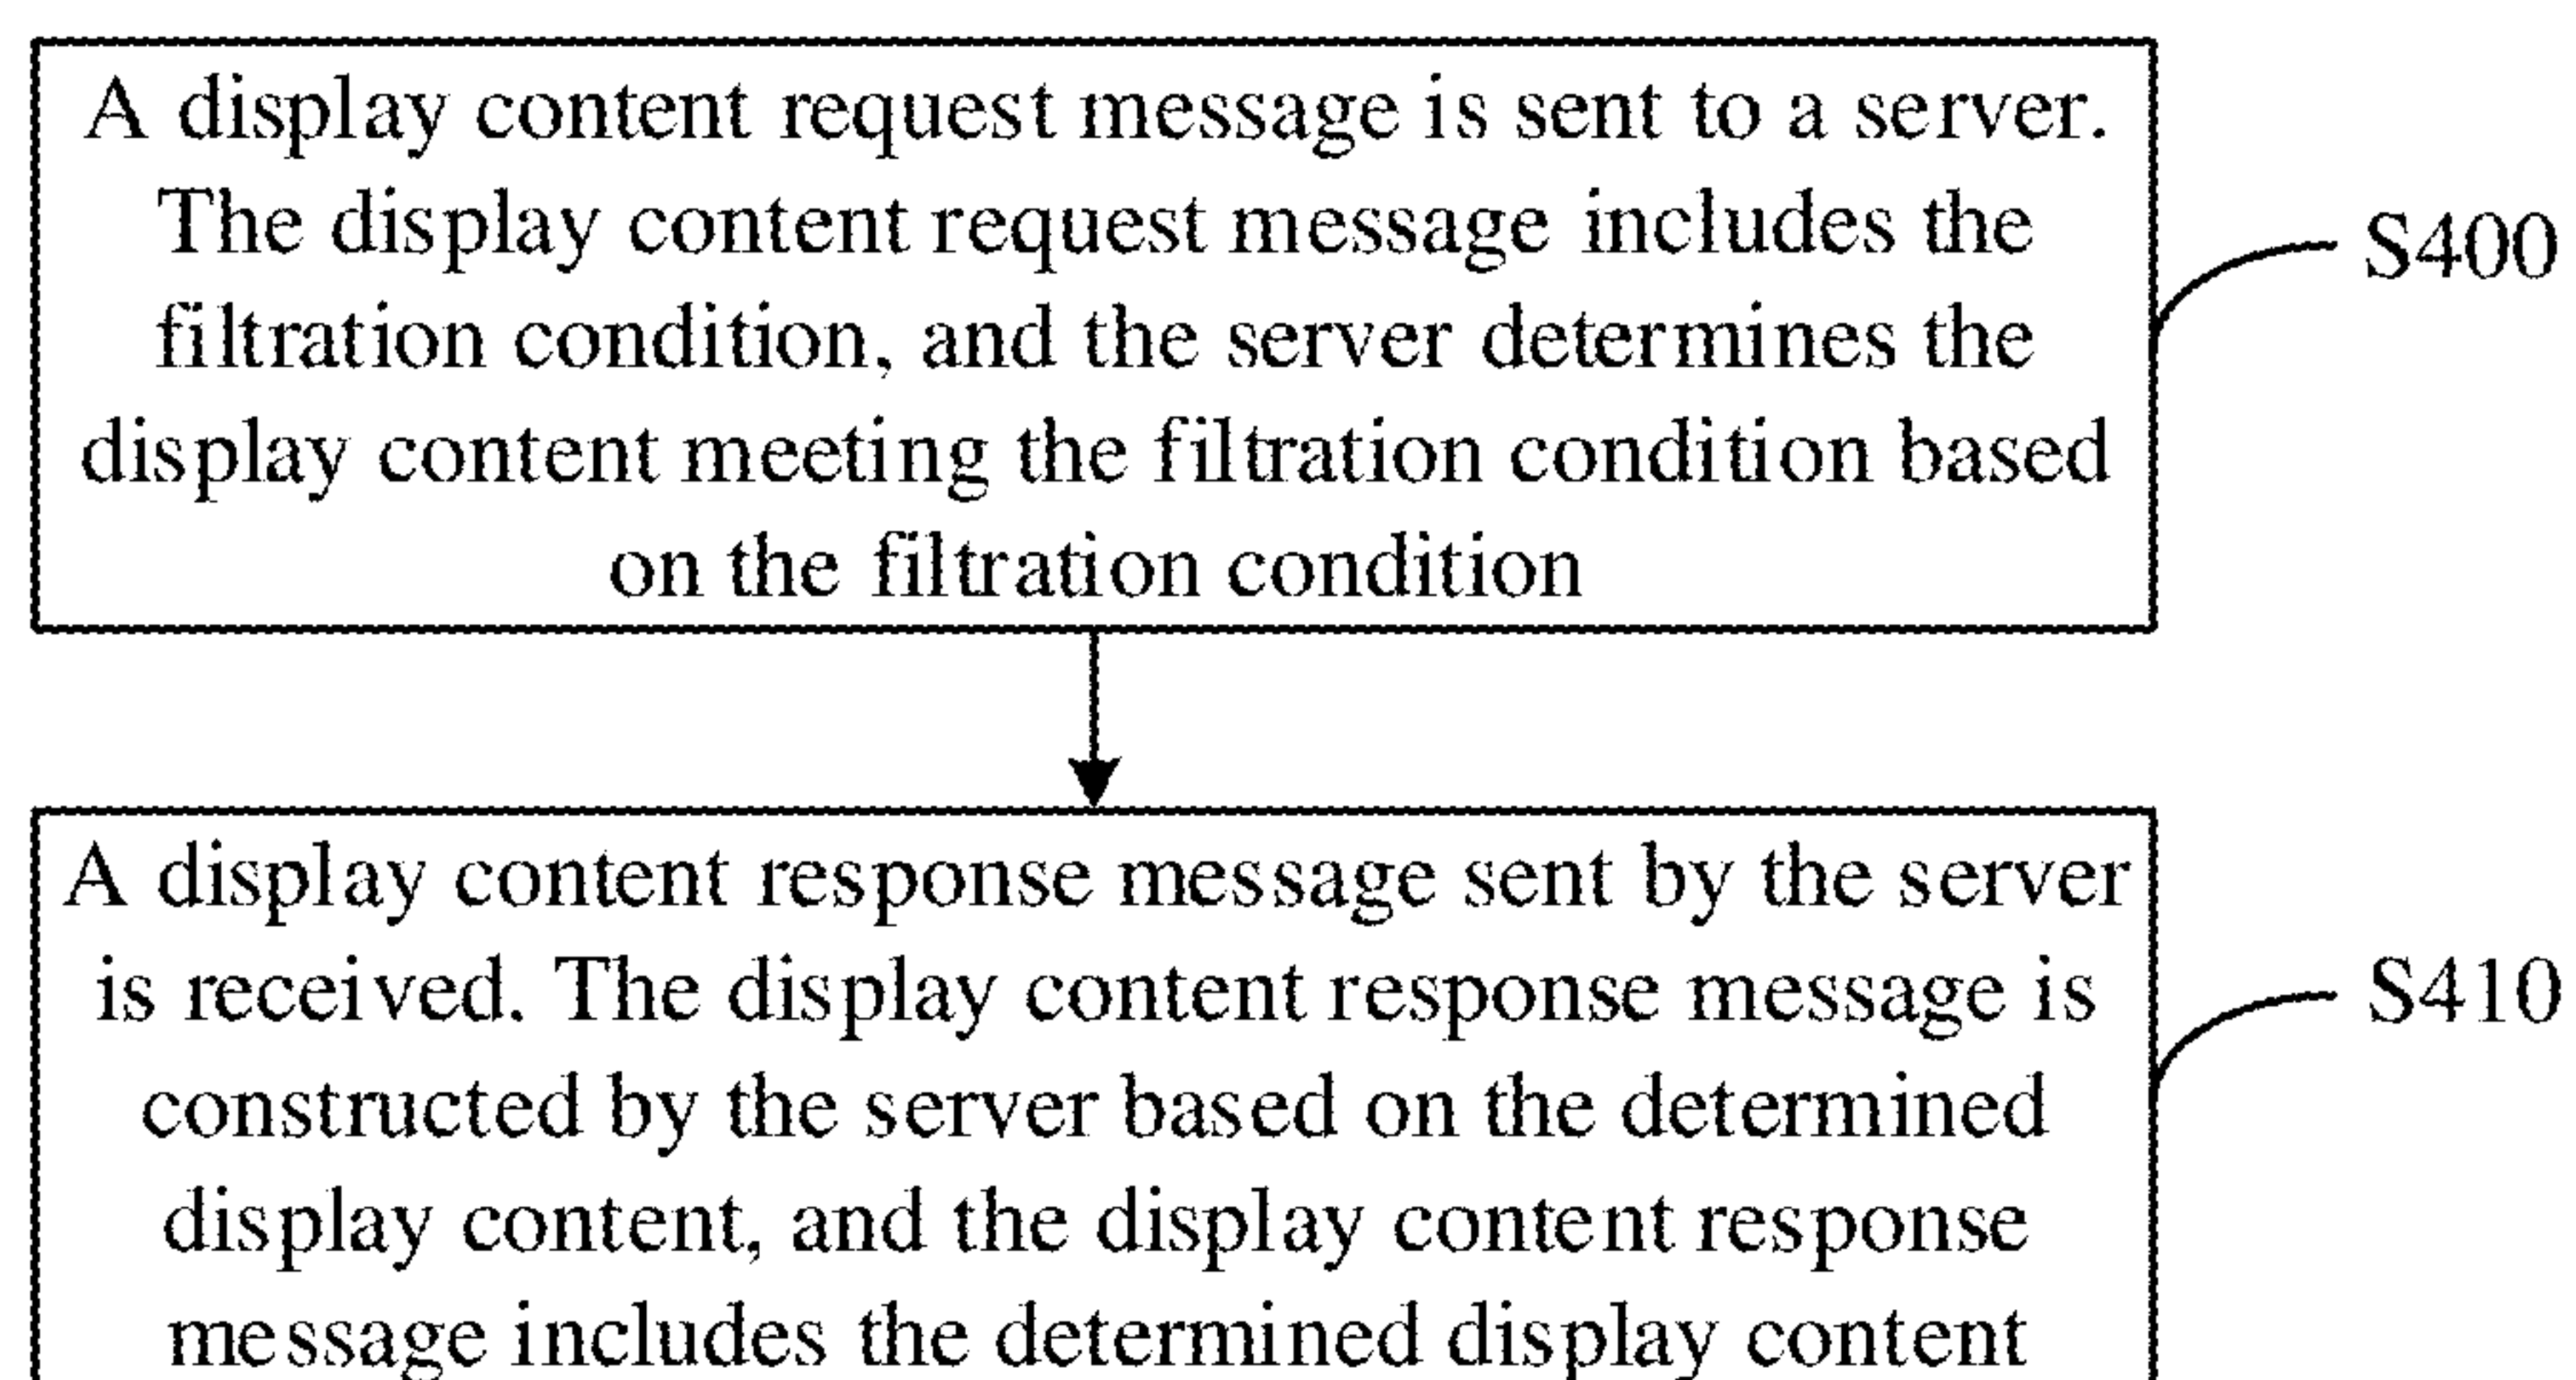 A display content request message is sent to a server.
The display content request message includes the
filtration condition, and the server determines the
display content meeting the filtration condition based
on the filtration condition
S400
A display content response message sent by the server
is received. The display content response message is
constructed by the server based on the determined
display content, and the display content response
message includes the determined display content
S410